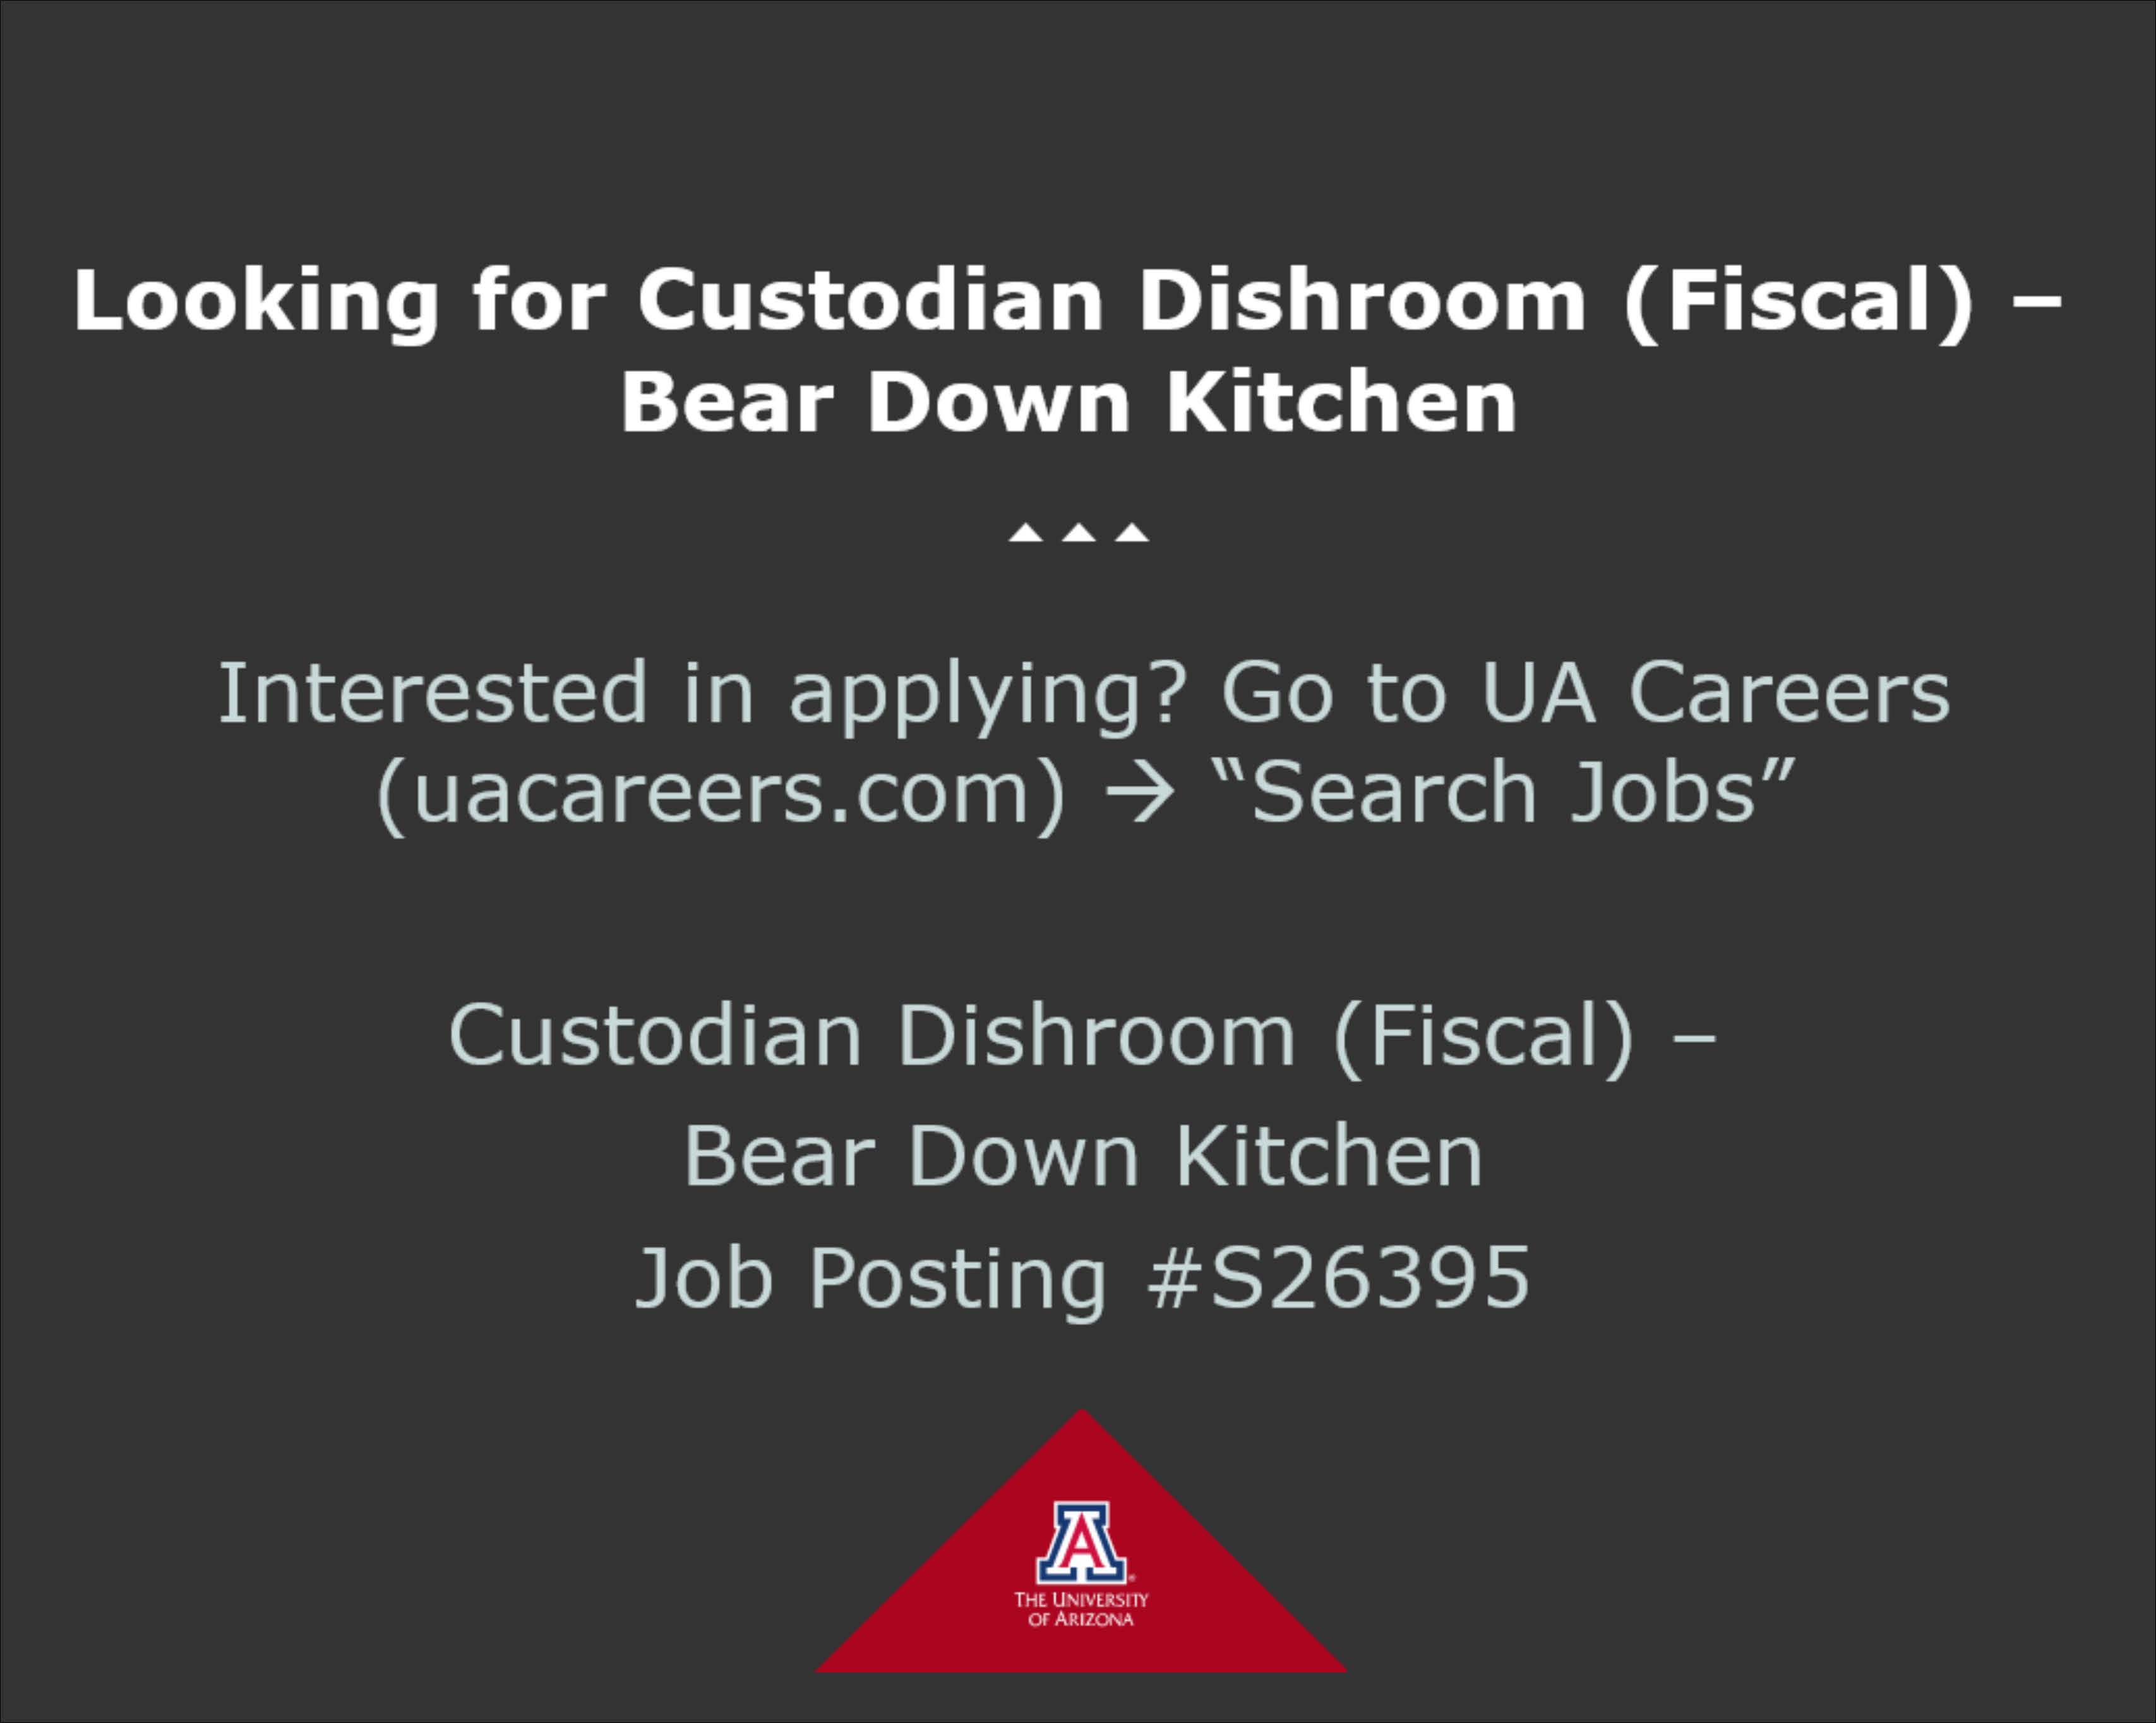 Looking for Custodian Dishroom (Fiscal) –
Bear Down Kitchen
Interested in applying? Go to UA Careers
(uacareers.com) → “Search Jobs”
Custodian Dishroom (Fiscal) –
Bear Down Kitchen
Job Posting #S26395
A
THE UNIVERSITY
OF ARIZONA